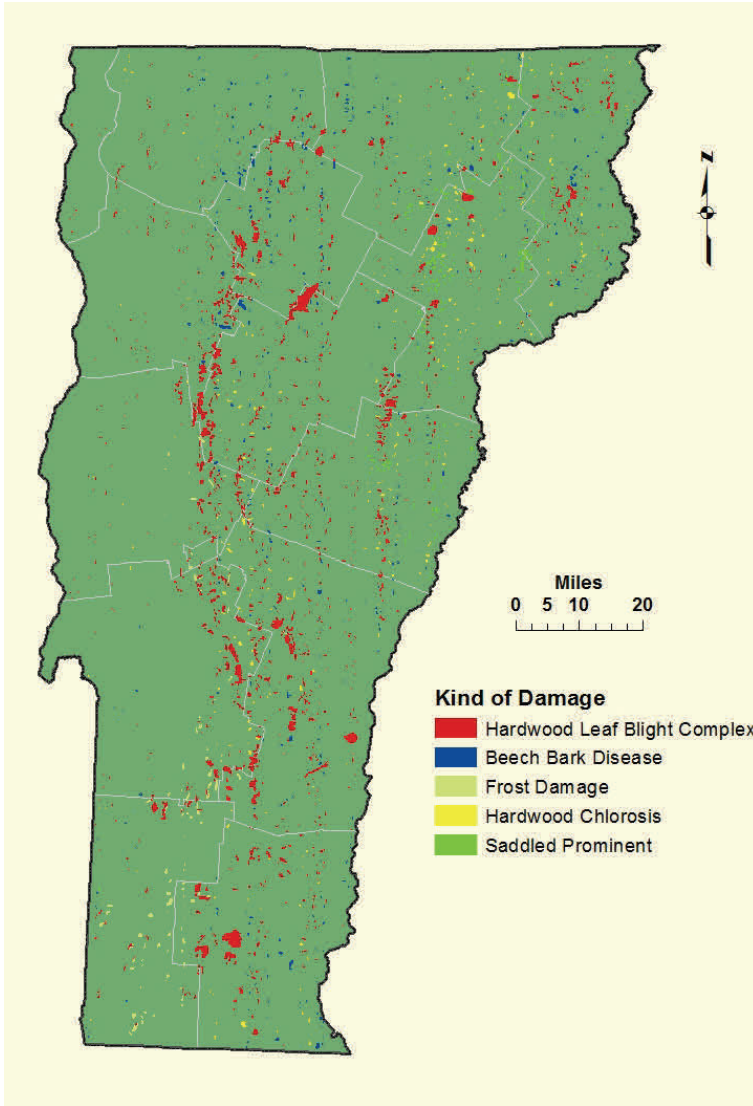 N
Miles
0 5 10 20
Kind of Damage
Hardwood Leaf Blight Complex
Beech Bark Disease
Frost Damage
Hardwood Chlorosis
Saddled Prominent